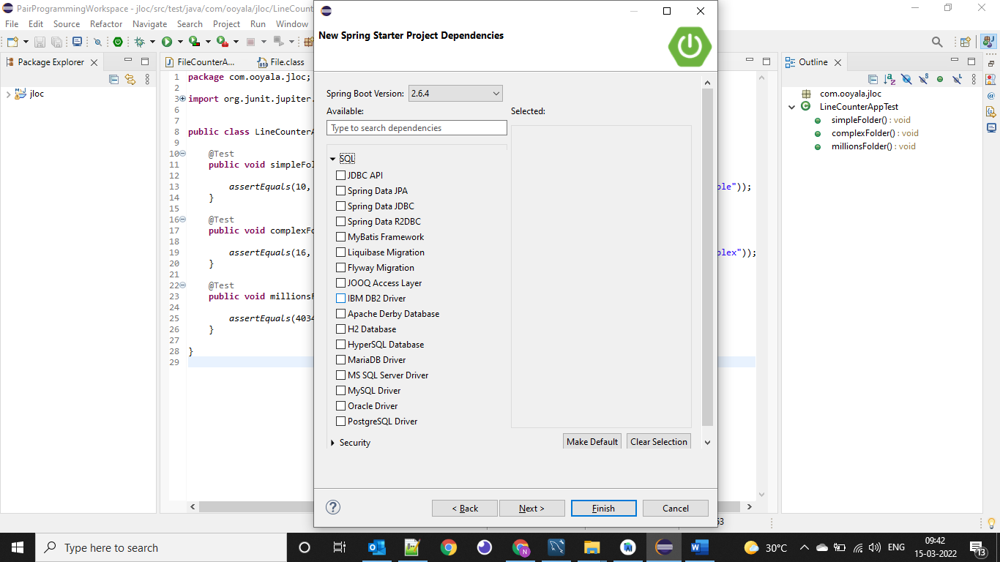 PairProgrammingWorkspace - jloc/src/test/java/com/ooyala/jloc/LineCount
File Edit Source Refactor Navigate Search Project Run Window
Package Explorer
jloc
FileCounterA...
File.class
1 package com.ooyala.jloc;
2
3 import org.junit.jupiter.
6
7
8 public class LineCounterA
9
10 @Test
11 public void simpleFol
12
13 assertEquals(10, ple"));
14 }
15
16 @Test
17 public void complexFo
18
19 assertEquals(16, plex"));
20 }
21
22 @Test
23 public void millionsF
24
25 assertEquals(4034
26 }
27
28 }
29
New Spring Starter Project Dependencies
Spring Boot Version: 2.6.4
Available:
Selected:
Type to search dependencies
SQL
JDBC API
Spring Data JPA
Spring Data JDBC
Spring Data R2DBC
MyBatis Framework
Liquibase Migration
Flyway Migration
JOOQ Access Layer
IBM DB2 Driver
Apache Derby Database
H2 Database
HyperSQL Database
MariaDB Driver
MS SQL Server Driver
MySQL Driver
Oracle Driver
PostgreSQL Driver
Security
Make Default
Clear Selection
< Back
Next >
Finish
Cancel
Outline
com.ooyala.jloc
LineCounterAppTest
simpleFolder() : void
complexFolder() : void
millionsFolder() : void
Type here to search
30°C
ENG
09:42
15-03-2022
13